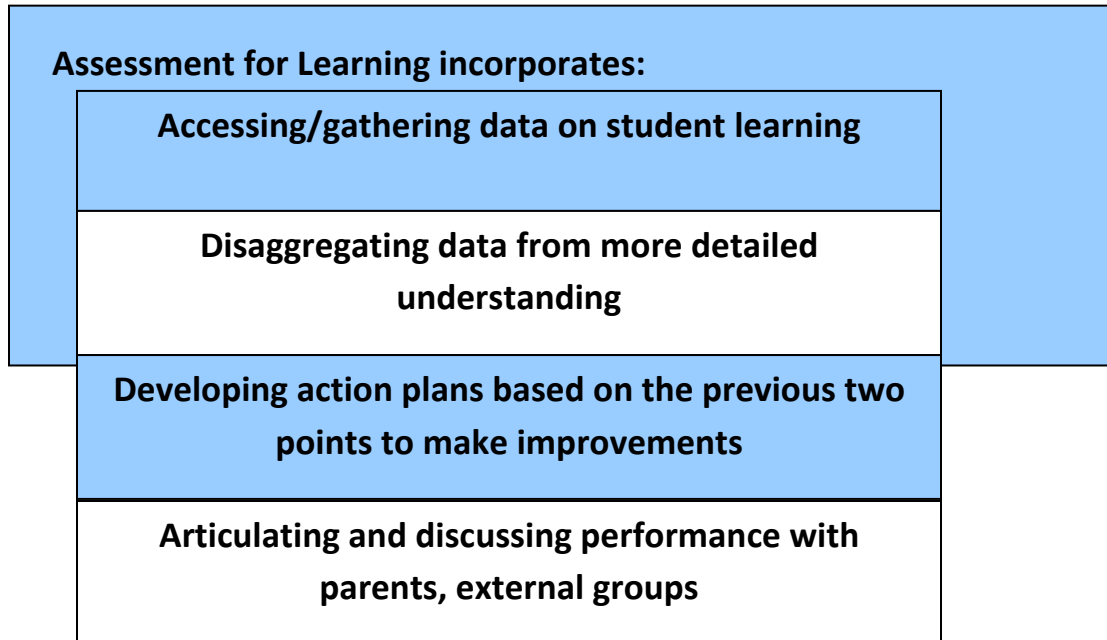 Assessment for Learning incorporates:
Accessing/gathering data on student learning
Disaggregating data from more detailed
understanding
Developing action plans based on the previous two
points to make improvements
Articulating and discussing performance with
parents, external groups